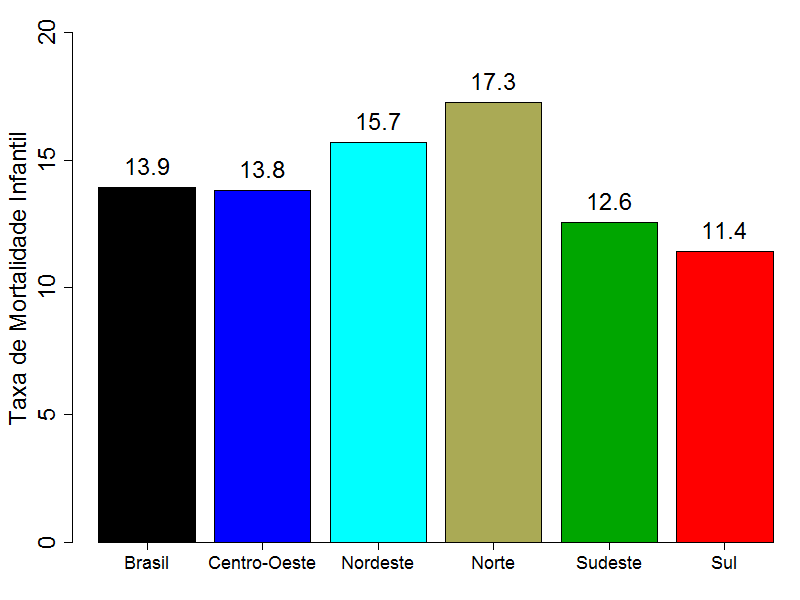 Taxa de Mortalidade Infantil
20
15
10
5
0
13.9
13.8
15.7
17.3
12.6
11.4
Brasil
Centro-Oeste
Nordeste
Norte
Sudeste
Sul